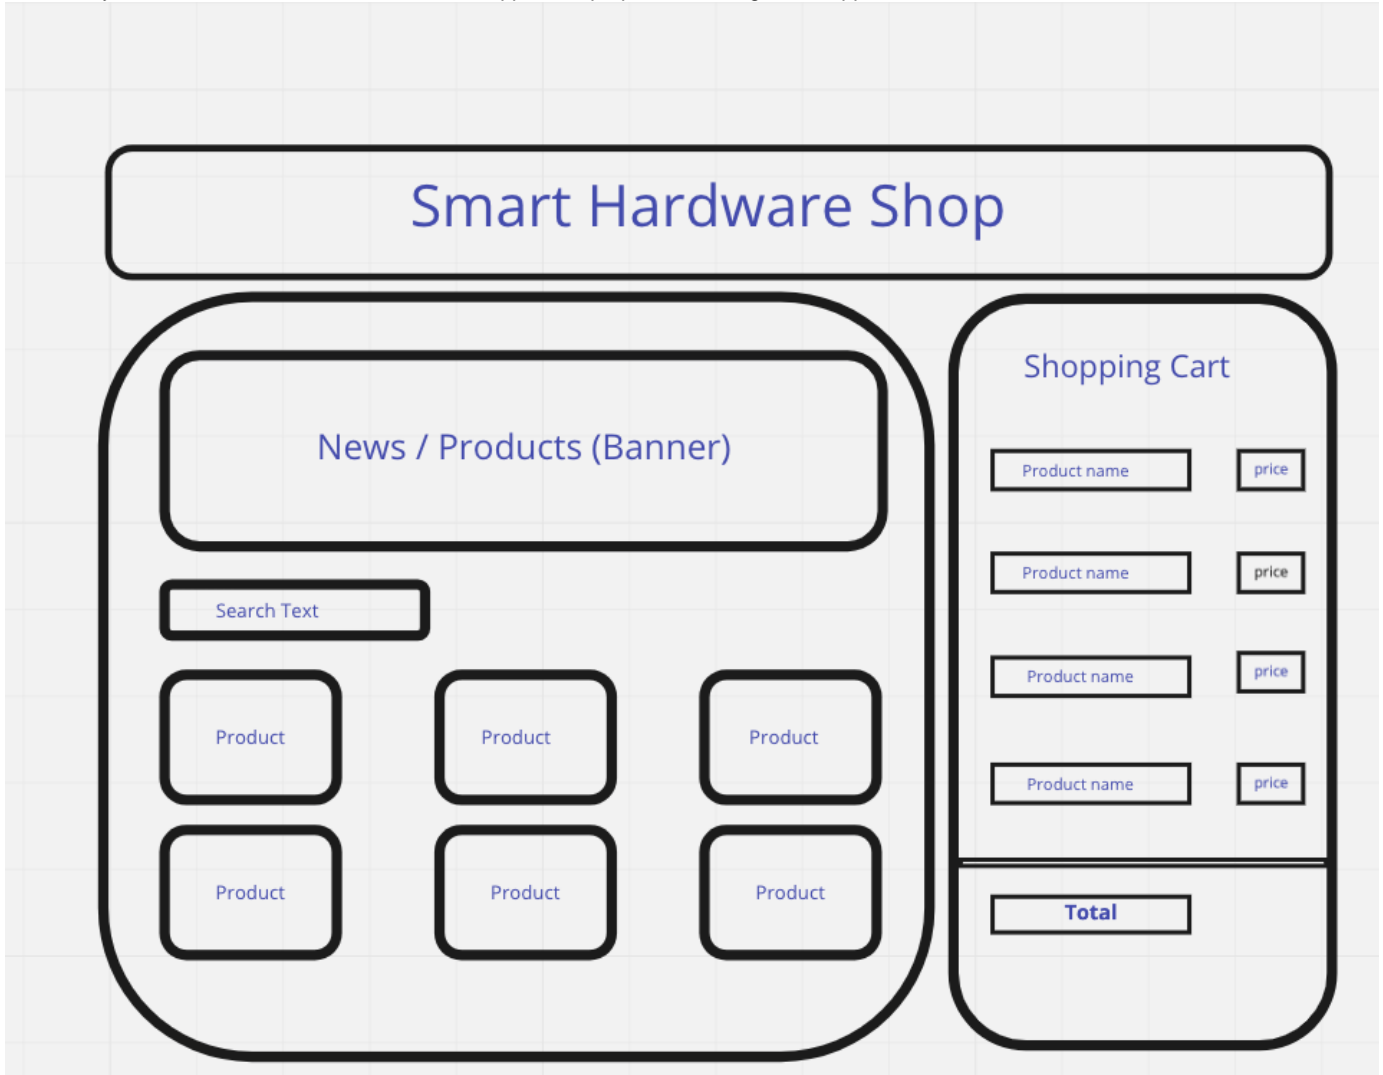 Smart Hardware Shop
News / Products (Banner)
Search Text
Product
Product
Product
Product
Product
Product
Shopping Cart
Product name
price
Product name
price
Product name
price
Product name
price
Total